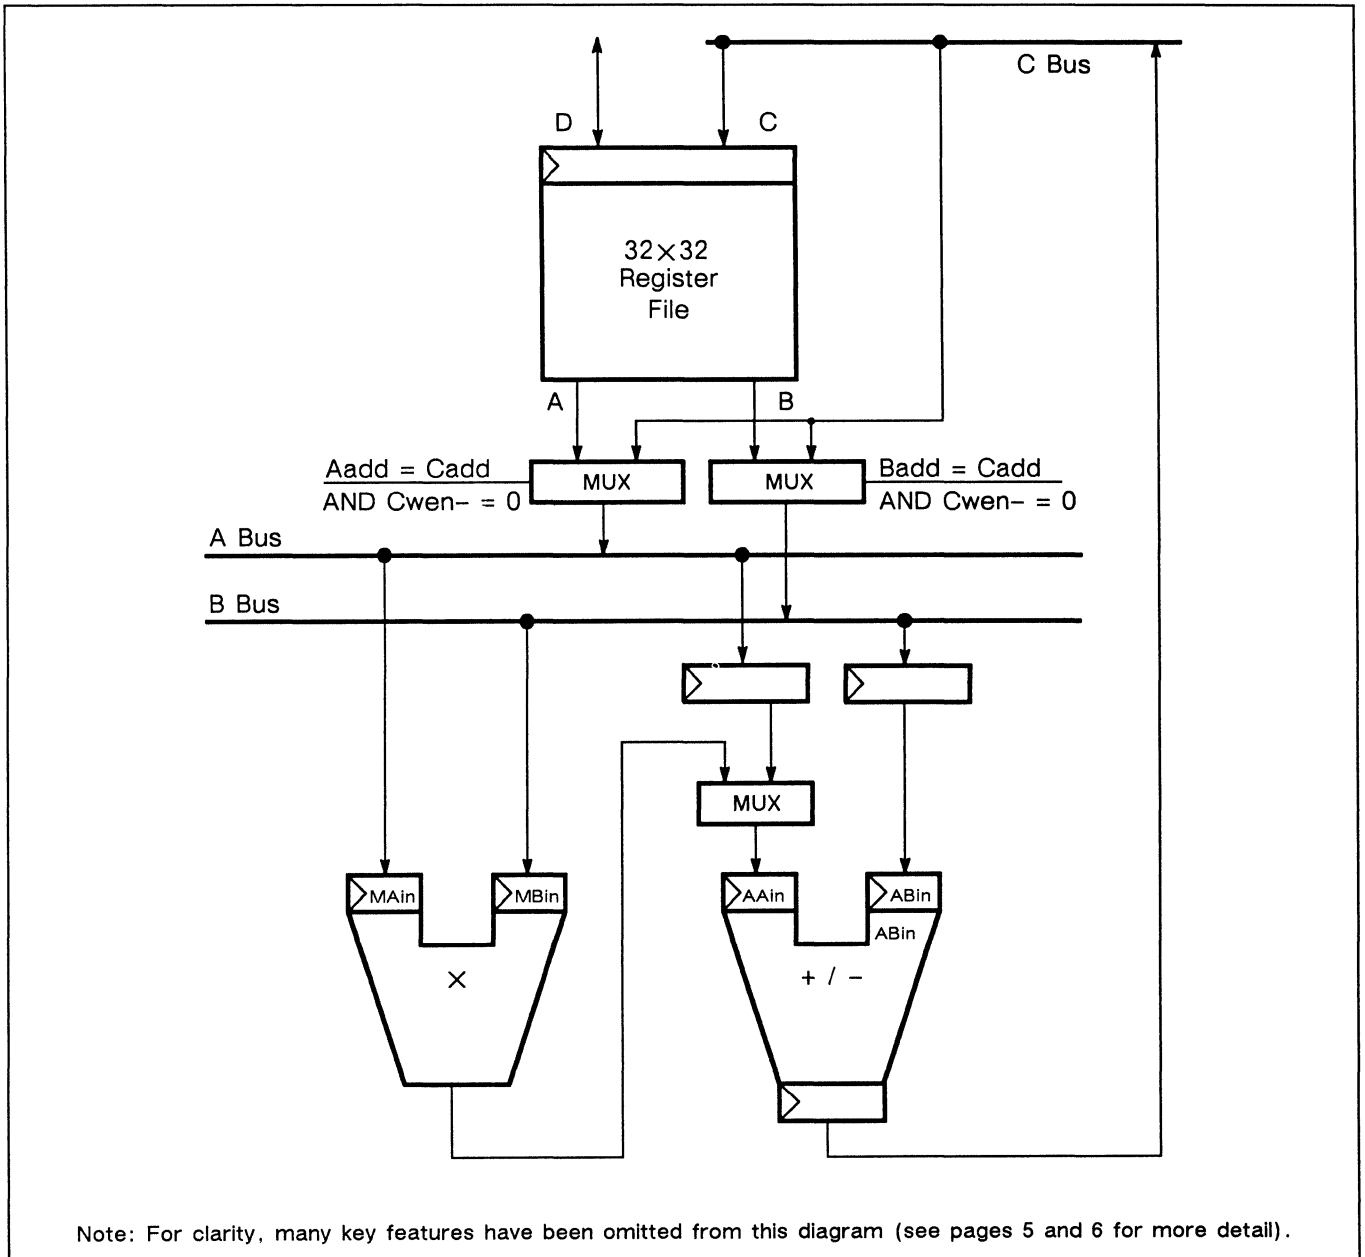 C Bus
D
C
32×32
Register
File
A
B
Aadd = Cadd
AND Cwen– = 0
MUX
MUX
Badd = Cadd
AND Cwen– = 0
A Bus
B Bus
MUX
MAin
MBin
AAin
ABin
ABin
×
+ / –
Note: For clarity, many key features have been omitted from this diagram (see pages 5 and 6 for more detail).